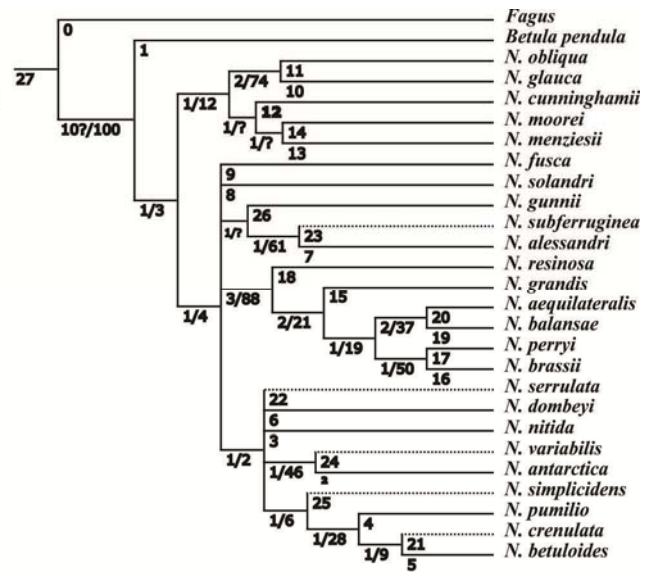 Fagus
0
Betula pendula
1
27
N. obliqua
11
2/74
N. glauca
10
1/12
N. cunninghamii
12
1/?
N. moorei
10?/100
14
1/?
N. menziesii
13
N. fusca
9
N. solandri
8
N. gunnii
1/3
26
1/?
N. subferruginea
23
1/61
N. alessandri
7
N. resinosa
18
N. grandis
3/88
15
1/4
N. aequilateralis
2/21
20
2/37
N. balansae
19
1/19
N. perryi
17
1/50
N. brassii
16
N. serrulata
22
N. dombeyi
6
N. nitida
3
N. variabilis
1/2
24
1/46
N. antarctica
2
N. simplicidens
25
N. pumilio
1/6
4
N. crenulata
1/28
21
1/9
N. betuloides
5